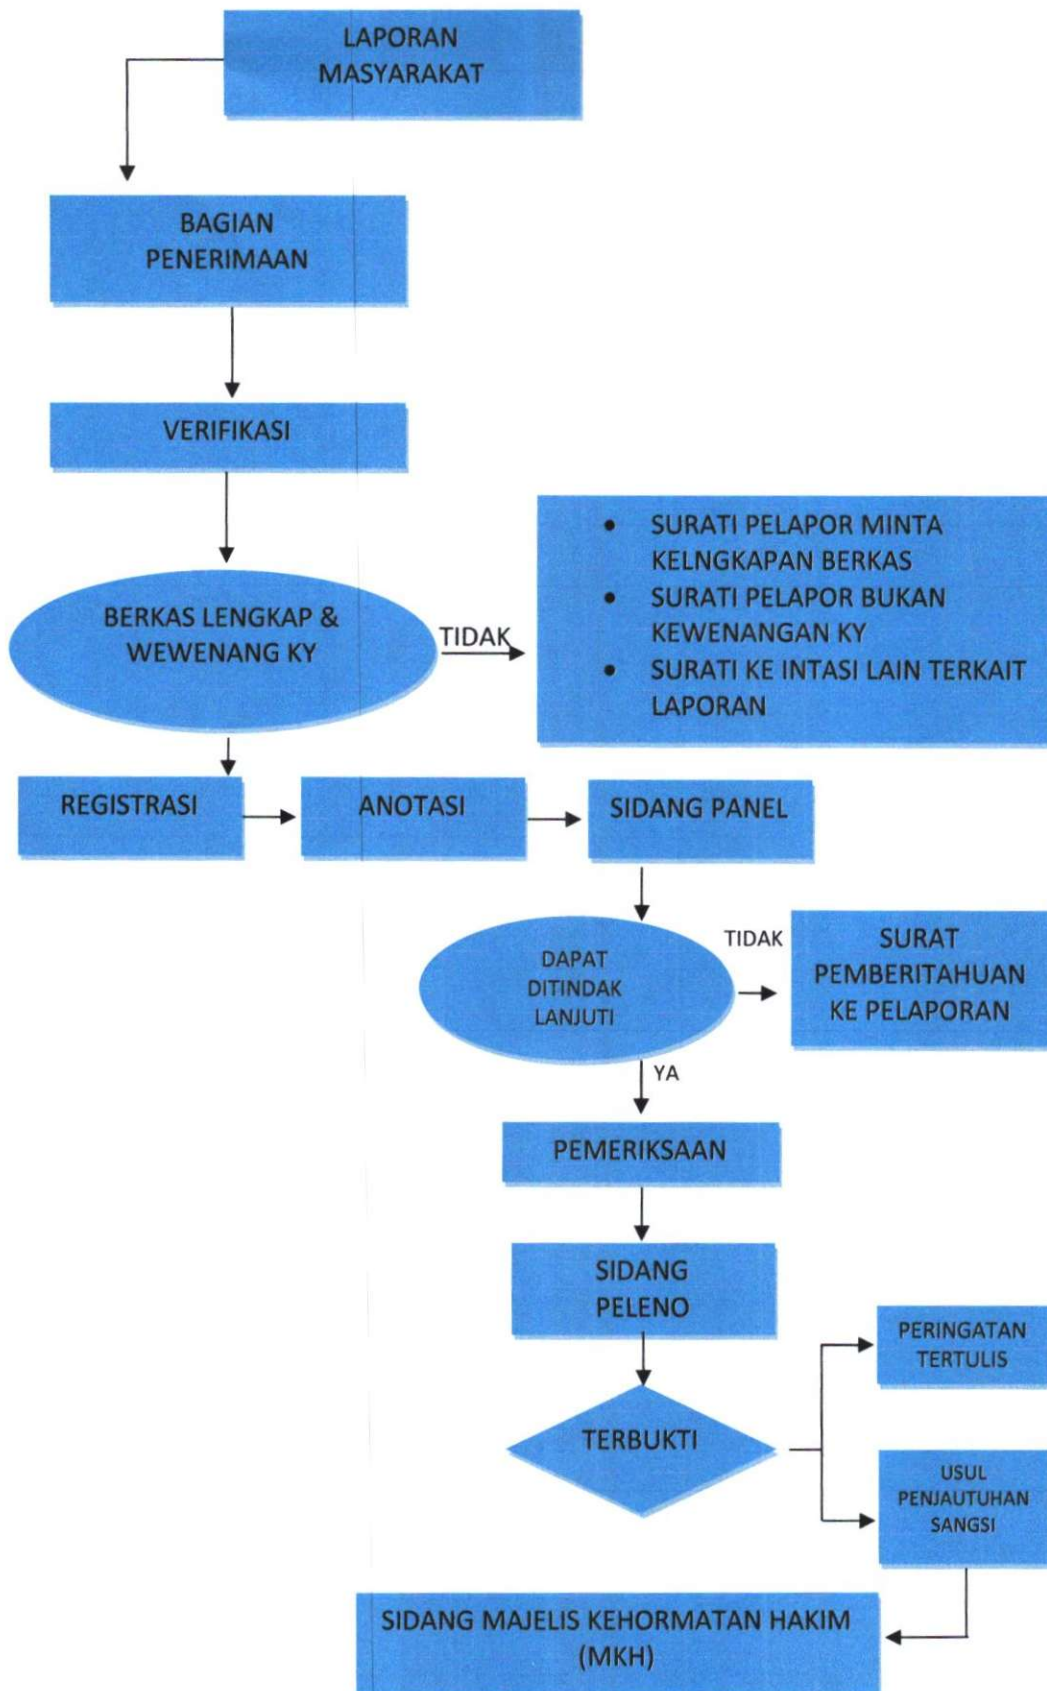 LAPORAN
MASYARAKAT
BAGIAN
PENERIMAAN
VERIFIKASI
BERKAS LENGKAP &
WEWENANG KY
TIDAK
• SURATI PELAPOR MINTA
KELNGKAPAN BERKAS
• SURATI PELAPOR BUKAN
KEWENANGAN KY
• SURATI KE INTASI LAIN TERKAIT
LAPORAN
REGISTRASI
ANOTASI
SIDANG PANEL
DAPAT
DITINDAK
LANJUTI
TIDAK
SURAT
PEMBERITAHUAN
KE PELAPORAN
YA
PEMERIKSAAN
SIDANG
PELENO
TERBUKTI
PERINGATAN
TERTULIS
USUL
PENJAUTUHAN
SANGSI
SIDANG MAJELIS KEHORMATAN HAKIM
(MKH)